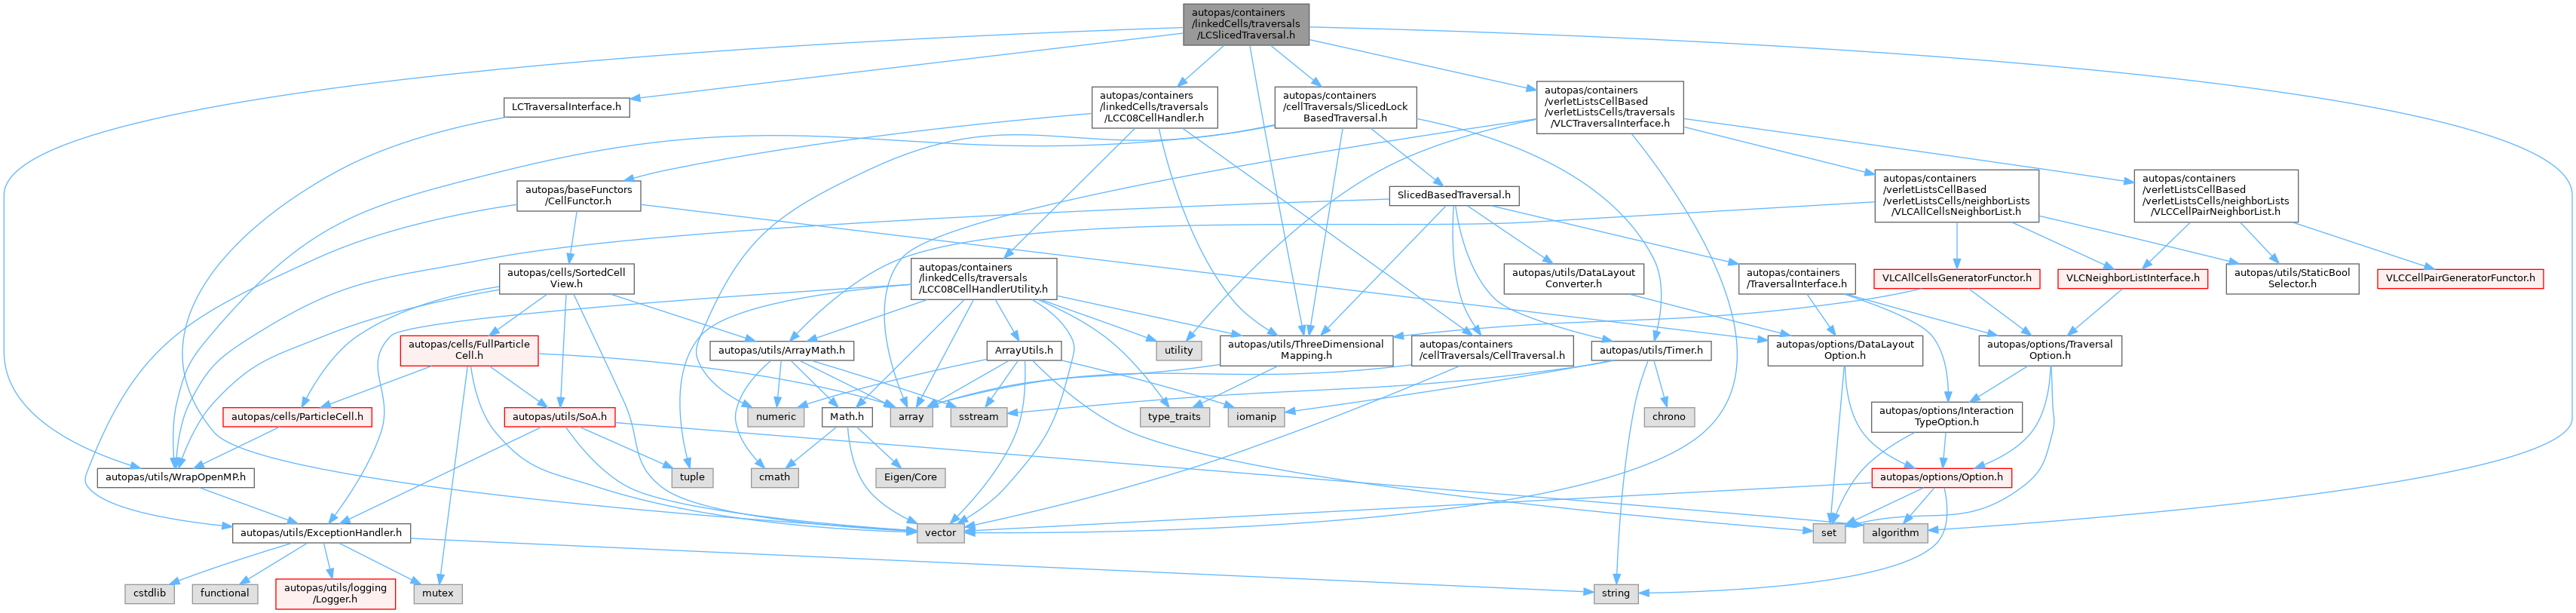 autopas/containers
/linkedCells/traversals
/LCSlicedTraversal.h
LCTraversalInterface.h
autopas/containers
/linkedCells/traversals
/LCC08CellHandler.h
autopas/containers
/cellTraversals/SlicedLock
BasedTraversal.h
autopas/containers
/verletListsCellBased
/verletListsCells/traversals
/VLCTraversalInterface.h
autopas/baseFunctors
/CellFunctor.h
SlicedBasedTraversal.h
autopas/containers
/verletListsCellBased
/verletListsCells/neighborLists
/VLCAllCellsNeighborList.h
autopas/containers
/verletListsCellBased
/verletListsCells/neighborLists
/VLCCellPairNeighborList.h
autopas/cells/SortedCell
View.h
autopas/containers
/linkedCells/traversals
/LCC08CellHandlerUtility.h
autopas/utils/DataLayout
Converter.h
autopas/containers
/TraversalInterface.h
VLCAllCellsGeneratorFunctor.h
VLCNeighborListInterface.h
autopas/utils/StaticBool
Selector.h
VLCCellPairGeneratorFunctor.h
autopas/cells/FullParticle
Cell.h
autopas/utils/ArrayMath.h
ArrayUtils.h
utility
autopas/utils/ThreeDimensional
Mapping.h
autopas/containers
/cellTraversals/CellTraversal.h
autopas/utils/Timer.h
autopas/options/DataLayout
Option.h
autopas/options/Traversal
Option.h
autopas/cells/ParticleCell.h
autopas/utils/SoA.h
numeric
Math.h
array
sstream
type_traits
iomanip
chrono
autopas/options/Interaction
TypeOption.h
autopas/utils/WrapOpenMP.h
tuple
cmath
Eigen/Core
autopas/options/Option.h
autopas/utils/ExceptionHandler.h
vector
set
algorithm
cstdlib
functional
autopas/utils/logging
/Logger.h
mutex
string